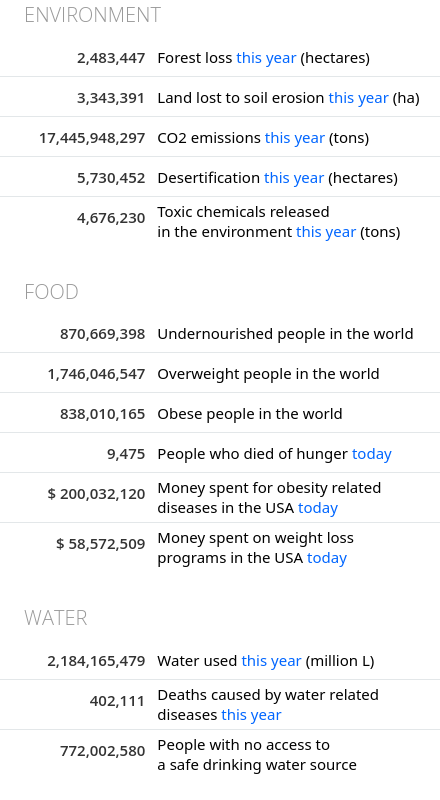 ENVIRONMENT
2,483,447 Forest loss this year (hectares)
3,343,391 Land lost to soil erosion this year (ha)
17,445,948,297 CO2 emissions this year (tons)
5,730,452 Desertification this year (hectares)
4,676,230 Toxic chemicals released
in the environment this year (tons)
FOOD
870,669,398 Undernourished people in the world
1,746,046,547 Overweight people in the world
838,010,165 Obese people in the world
9,475 People who died of hunger today
$ 200,032,120 Money spent for obesity related
diseases in the USA today
$ 58,572,509 Money spent on weight loss
programs in the USA today
WATER
2,184,165,479 Water used this year (million L)
402,111 Deaths caused by water related
diseases this year
772,002,580 People with no access to
a safe drinking water source